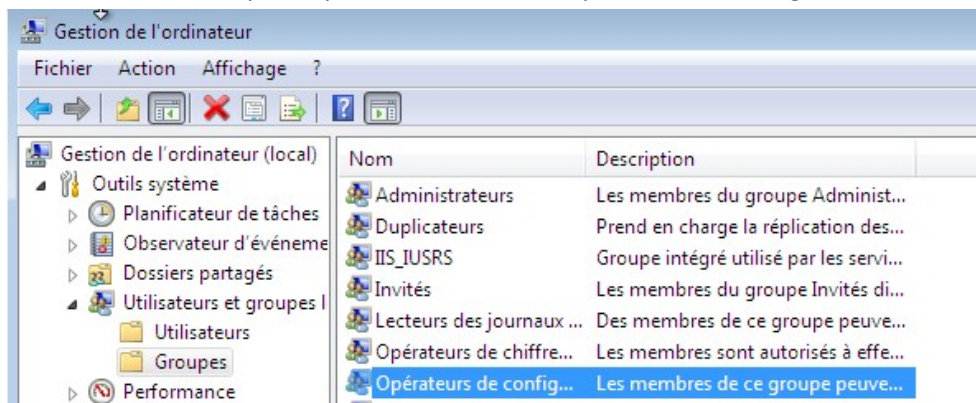 Gestion de l'ordinateur
Fichier Action Affichage ?
Gestion de l'ordinateur (local)
Outils système
Planificateur de tâches
Observateur d'événeme
Dossiers partagés
Utilisateurs et groupes l
Utilisateurs
Groupes
Performance
Nom Description
Administrateurs Les membres du groupe Administ...
Duplicateurs Prend en charge la réplication des...
IIS_IUSRS Groupe intégré utilisé par les servi...
Invités Les membres du groupe Invités di...
Lecteurs des journaux ... Des membres de ce groupe peuve...
Opérateurs de chiffre... Les membres sont autorisés à effe...
Opérateurs de config... Les membres de ce groupe peuve...